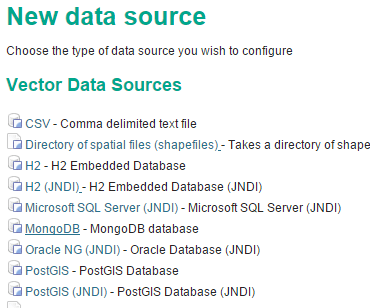 New data source
Choose the type of data source you wish to configure
Vector Data Sources
CSV - Comma delimited text file
Directory of spatial files (shapefiles) - Takes a directory of shape
H2 - H2 Embedded Database
H2 (JNDI) - H2 Embedded Database (JNDI)
Microsoft SQL Server (JNDI) - Microsoft SQL Server (JNDI)
MongoDB - MongoDB database
Oracle NG (JNDI) - Oracle Database (JNDI)
PostGIS - PostGIS Database
PostGIS (JNDI) - PostGIS Database (JNDI)